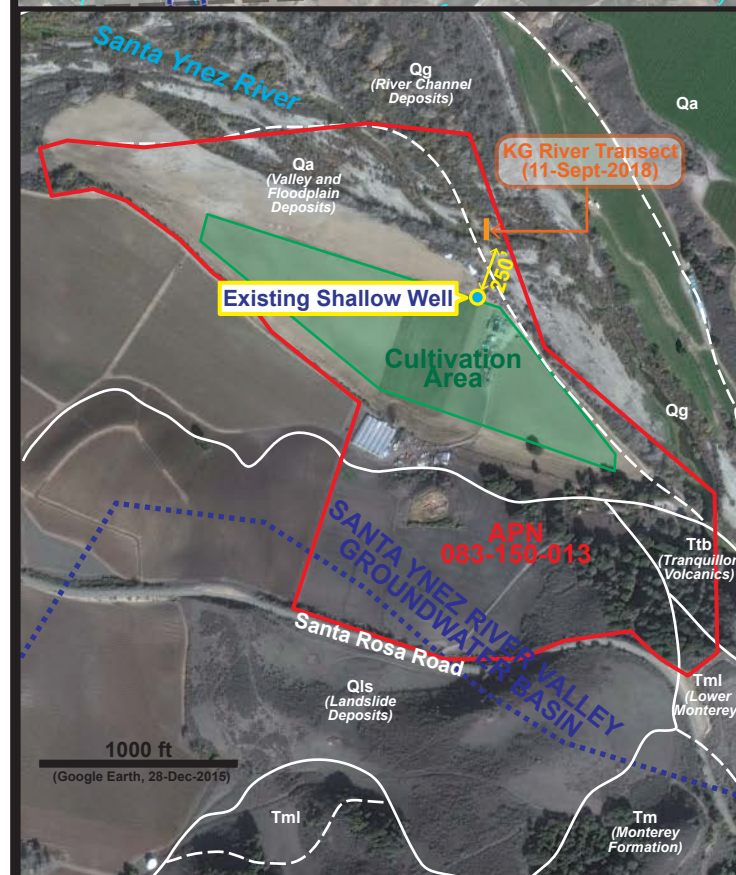 Santa Ynez River
Qg
(River Channel
Deposits)
Qa
KG River Transect
(11-Sept-2018)
Qa
(Valley and
Floodplain
Deposits)
250'
Existing Shallow Well
Cultivation
Area
Qg
APN
083-150-013
Ttb
(Tranquillon
Volcanics)
SANTA YNEZ RIVER VALLEY
GROUNDWATER BASIN
Santa Rosa Road
Qls
(Landslide
Deposits)
Tml
(Lower
Monterey)
1000 ft
(Google Earth, 28-Dec-2015)
Tml
Tm
(Monterey
Formation)